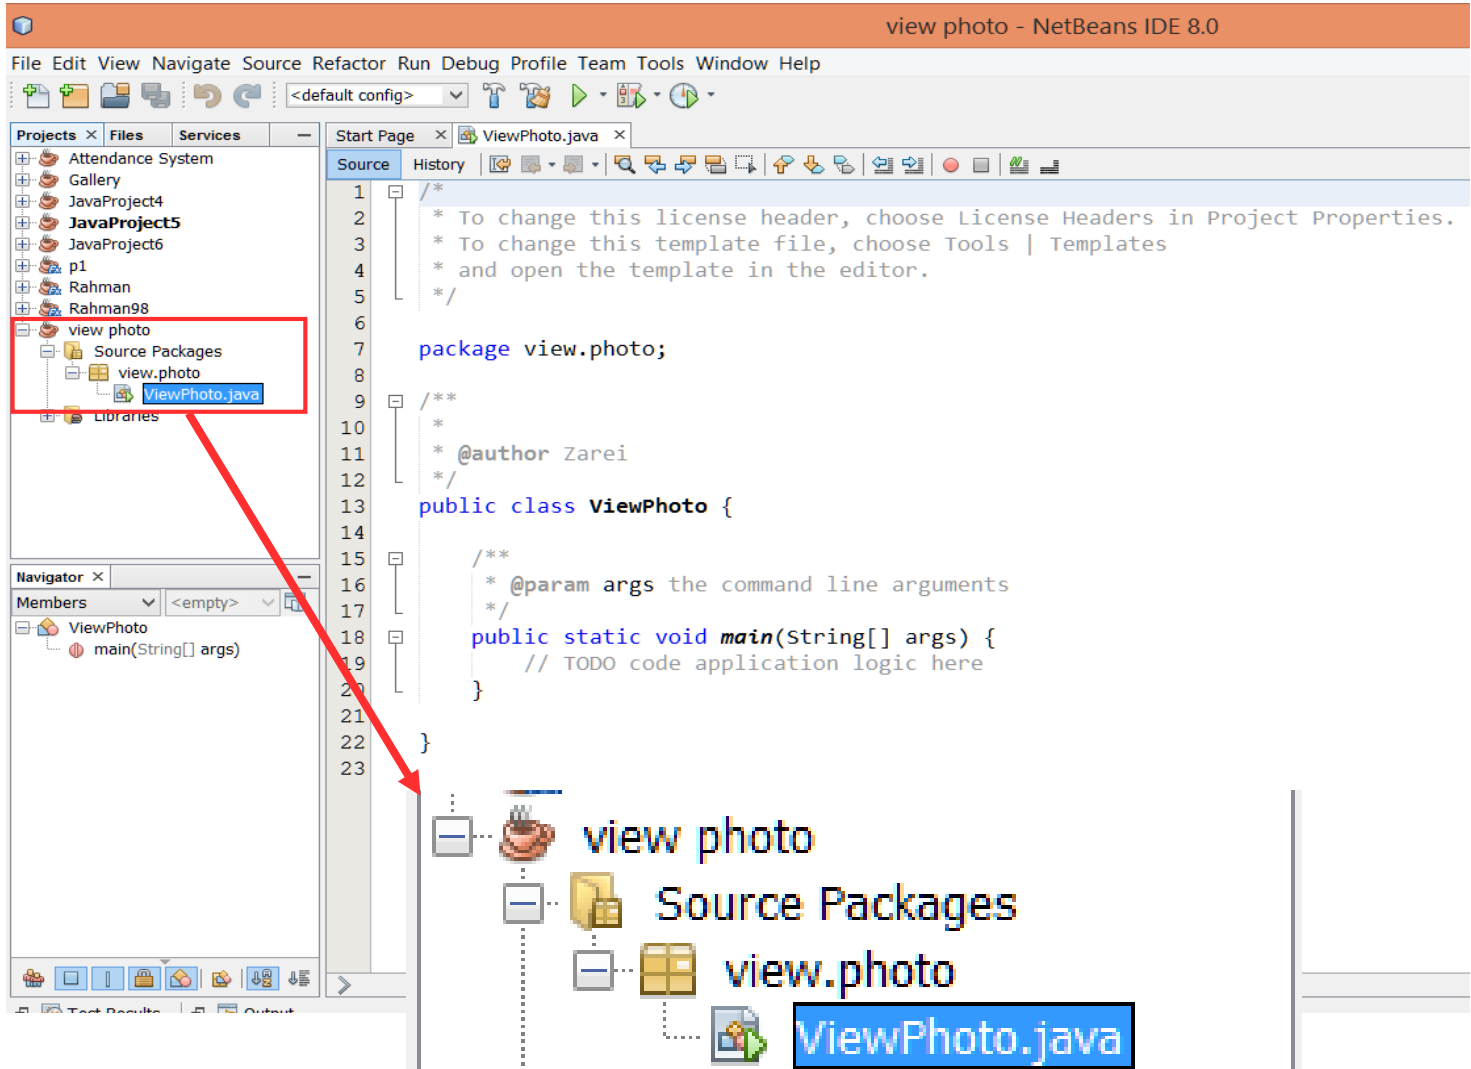 view photo - NetBeans IDE 8.0
File Edit View Navigate Source Refactor Run Debug Profile Team Tools Window Help
<default config>
Projects Files Services
Attendance System
Gallery
JavaProject4
JavaProject5
JavaProject6
p1
Rahman
Rahman98
view photo
Source Packages
view.photo
ViewPhoto.java
Libraries
Navigator
Members <empty>
ViewPhoto
main(String[] args)
Test Results Output
Start Page ViewPhoto.java
Source History
1 /*
2 * To change this license header, choose License Headers in Project Properties.
3 * To change this template file, choose Tools | Templates
4 * and open the template in the editor.
5 */
6
7 package view.photo;
8
9 /**
10 *
11 * @author Zarei
12 */
13 public class ViewPhoto {
14
15 /**
16 * @param args the command line arguments
17 */
18 public static void main(String[] args) {
19 // TODO code application logic here
20 }
21
22 }
23
view photo
Source Packages
view.photo
ViewPhoto.java